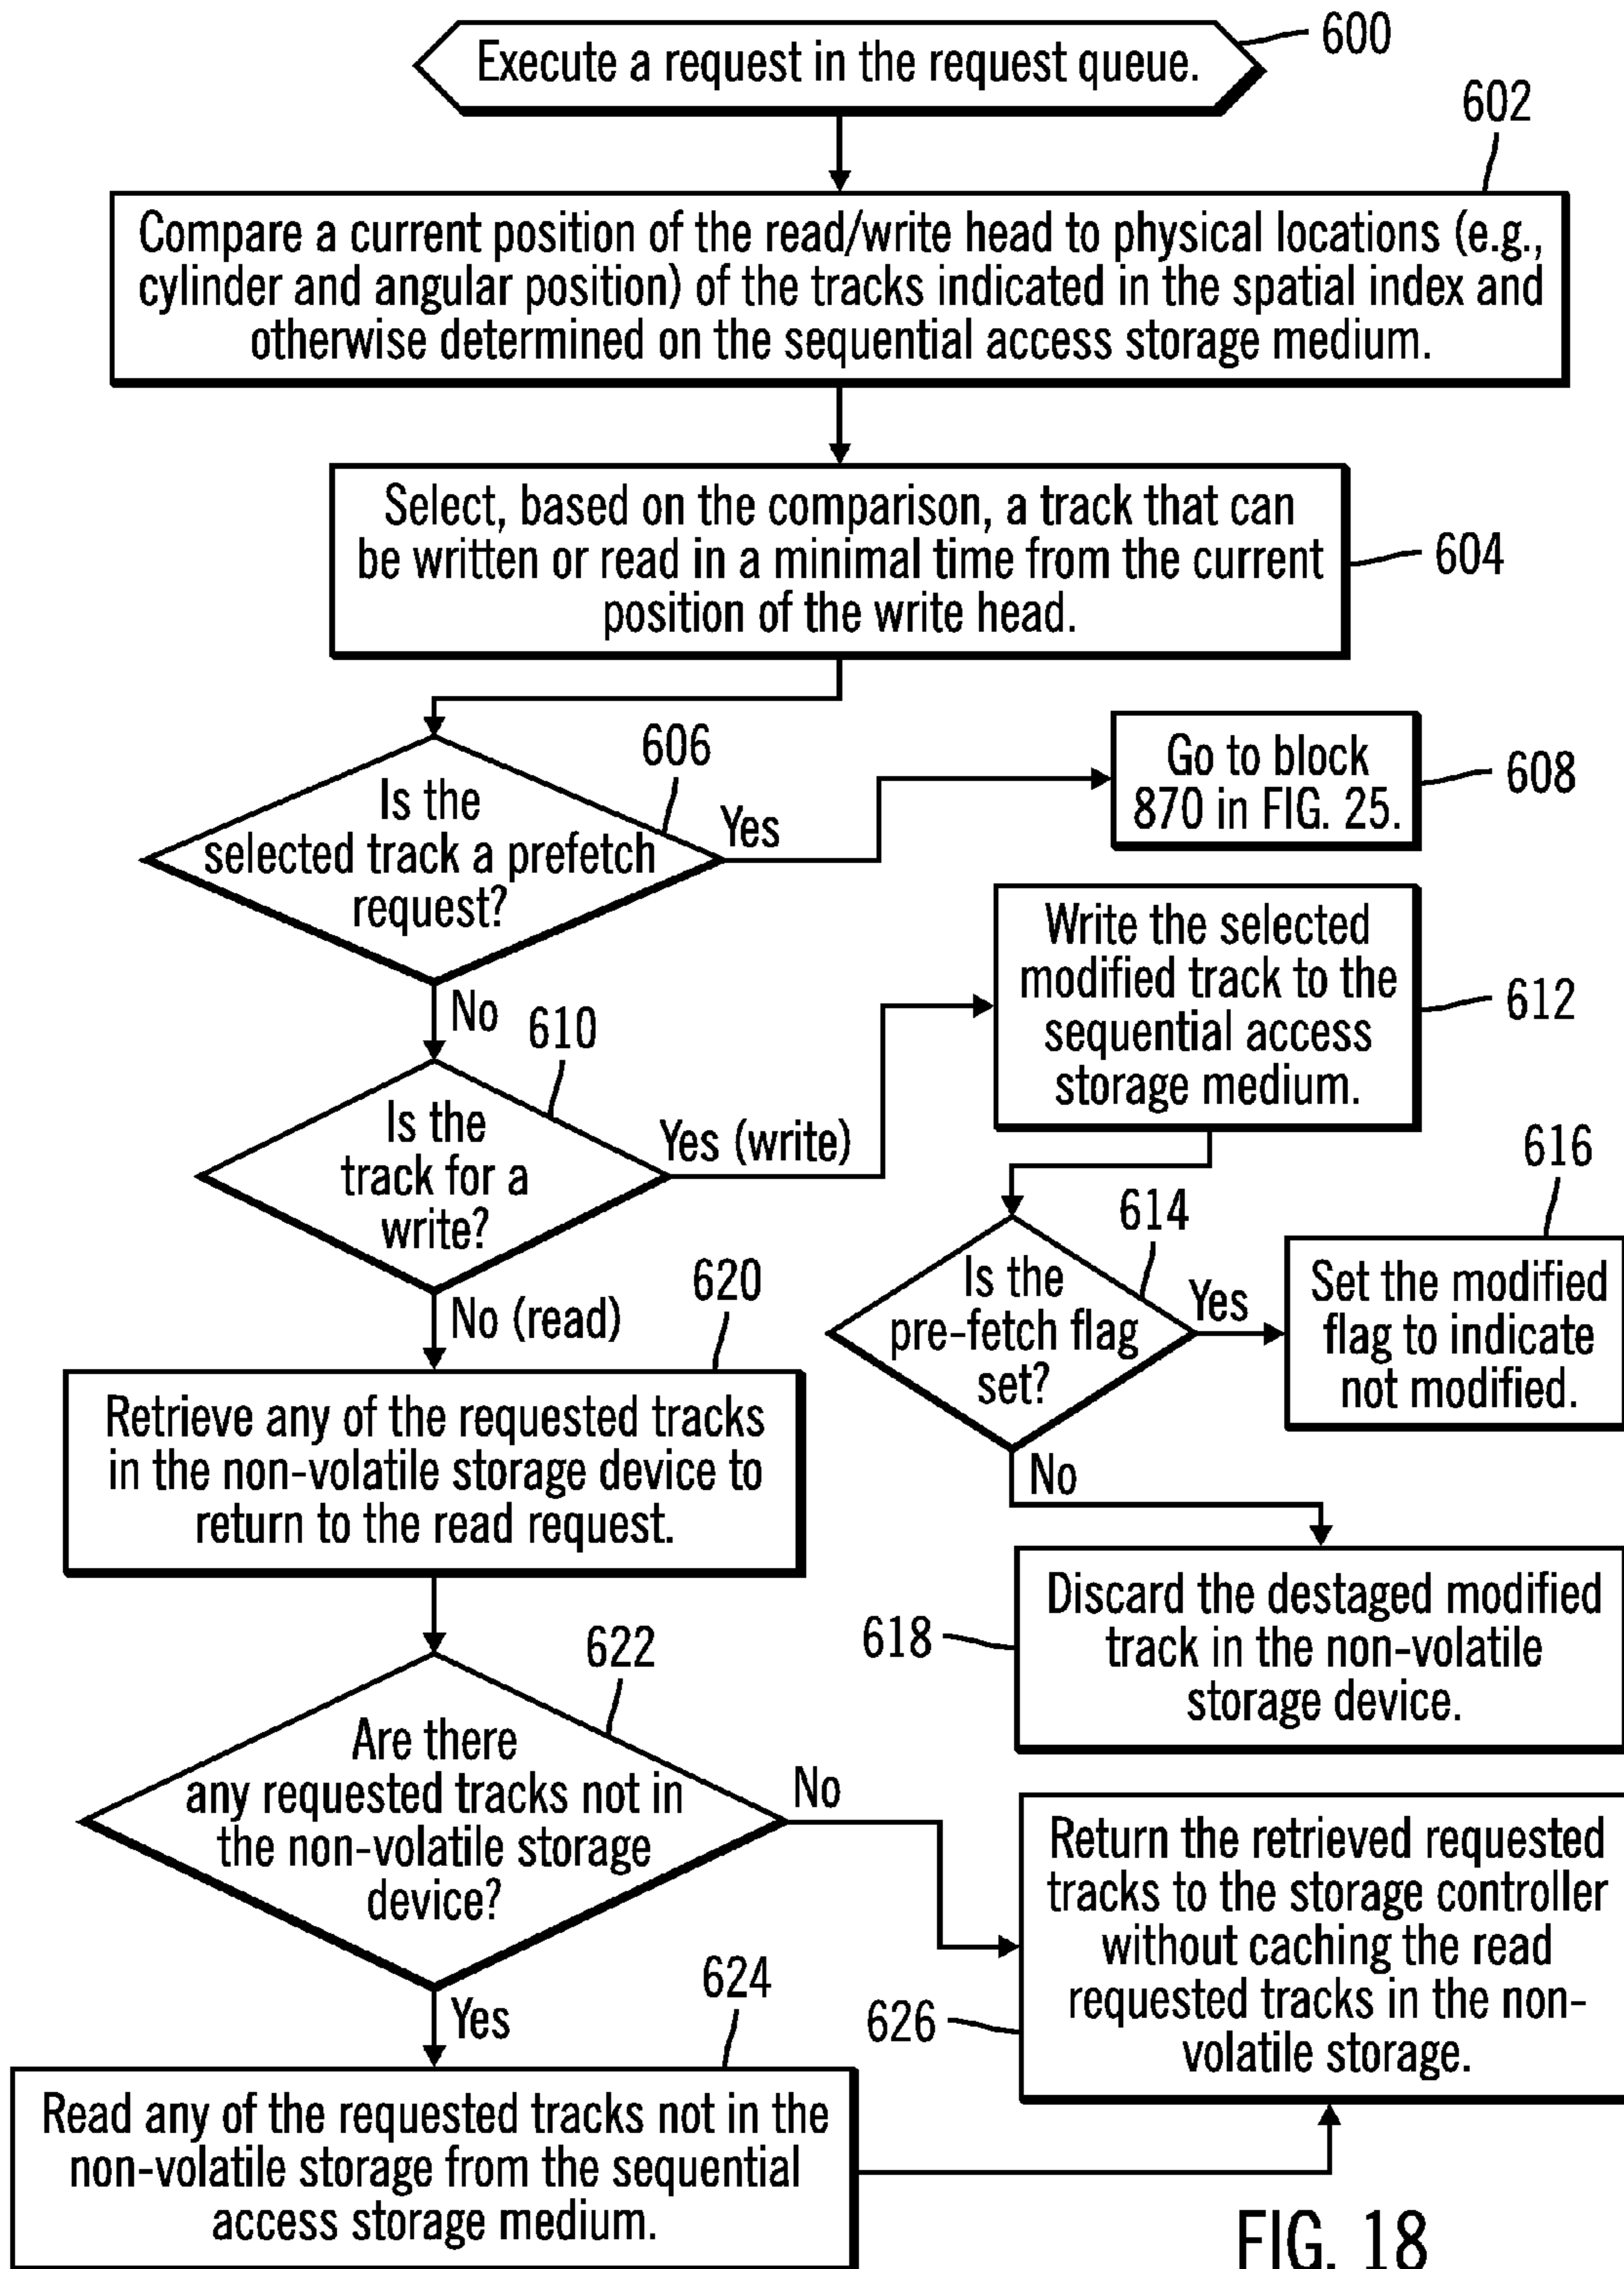 Execute a request in the request queue.
600
602
Compare a current position of the read/write head to physical locations (e.g.,
cylinder and angular position) of the tracks indicated in the spatial index and
otherwise determined on the sequential access storage medium.
Select, based on the comparison, a track that can
be written or read in a minimal time from the current
position of the write head.
604
606
Is the
selected track a prefetch
request?
Yes
Go to block
870 in FIG. 25.
608
No
610
Is the
track for a
write?
Yes (write)
Write the selected
modified track to the
sequential access
storage medium.
612
614
Is the
pre-fetch flag
set?
Yes
616
Set the modified
flag to indicate
not modified.
No
618
Discard the destaged modified
track in the non-volatile
storage device.
No (read)
620
Retrieve any of the requested tracks
in the non-volatile storage device to
return to the read request.
622
Are there
any requested tracks not in
the non-volatile storage
device?
No
Return the retrieved requested
tracks to the storage controller
without caching the read
requested tracks in the non-
volatile storage.
626
Yes
624
Read any of the requested tracks not in the
non-volatile storage from the sequential
access storage medium.
FIG. 18